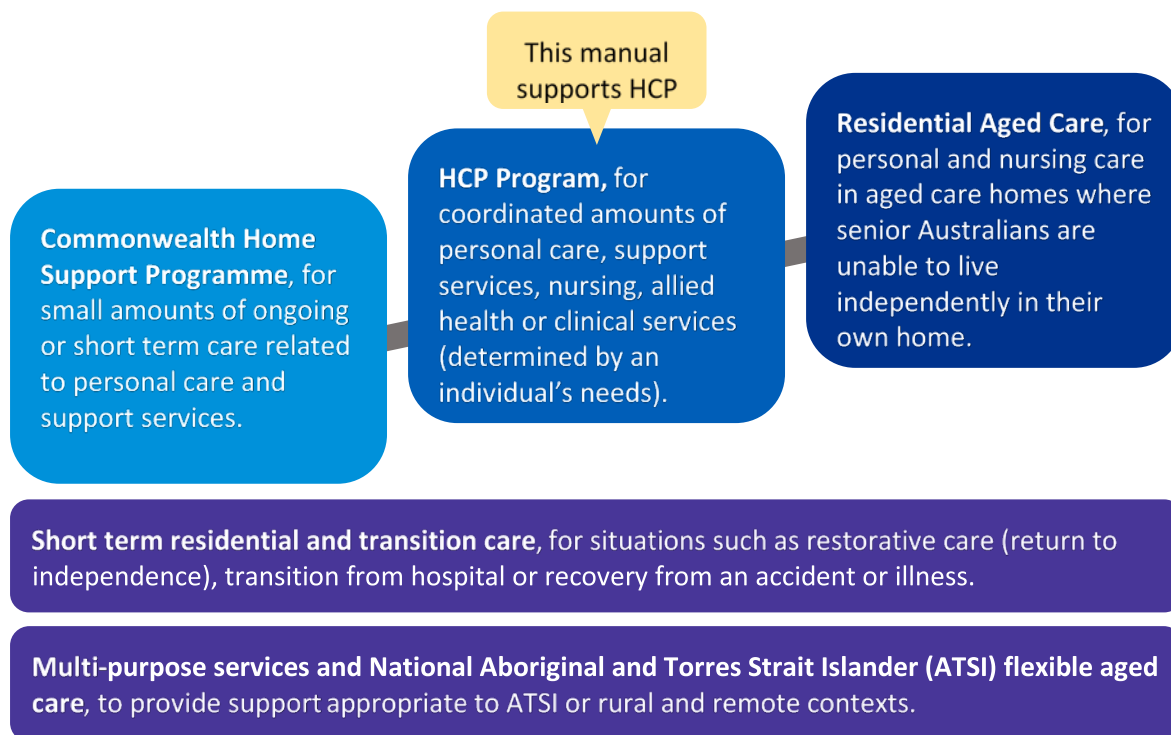 This manual
supports HCP
Commonwealth Home
Support Programme, for
small amounts of ongoing
or short term care related
to personal care and
support services.
HCP Program, for
coordinated amounts of
personal care, support
services, nursing, allied
health or clinical services
(determined by an
individual’s needs).
Residential Aged Care, for
personal and nursing care
in aged care homes where
senior Australians are
unable to live
independently in their
own home.
Short term residential and transition care, for situations such as restorative care (return to
independence), transition from hospital or recovery from an accident or illness.
Multi-purpose services and National Aboriginal and Torres Strait Islander (ATSI) flexible aged
care, to provide support appropriate to ATSI or rural and remote contexts.